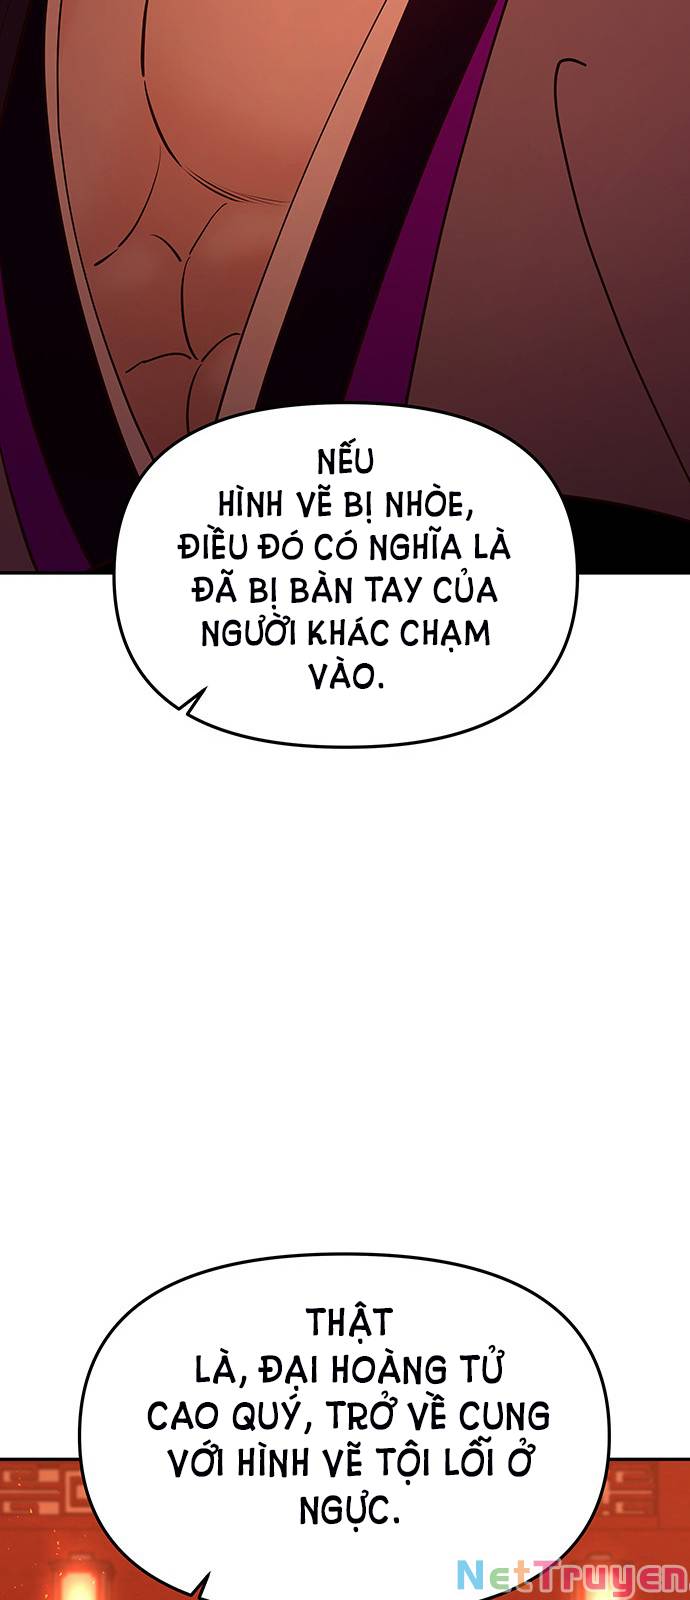 NẾU
HÌNH VẼ BỊ NHÒE,
ĐIỀU ĐÓ CÓ NGHĨA LÀ
ĐÃ BỊ BÀN TAY CỦA
NGƯỜI KHÁC CHẠM
VÀO.
THẬT
LÀ, ĐẠI HOÀNG TỬ
CAO QUÝ, TRỞ VỀ CUNG
VỚI HÌNH VẼ TỘI LỖI Ở
NGỰC.
NetTruyen